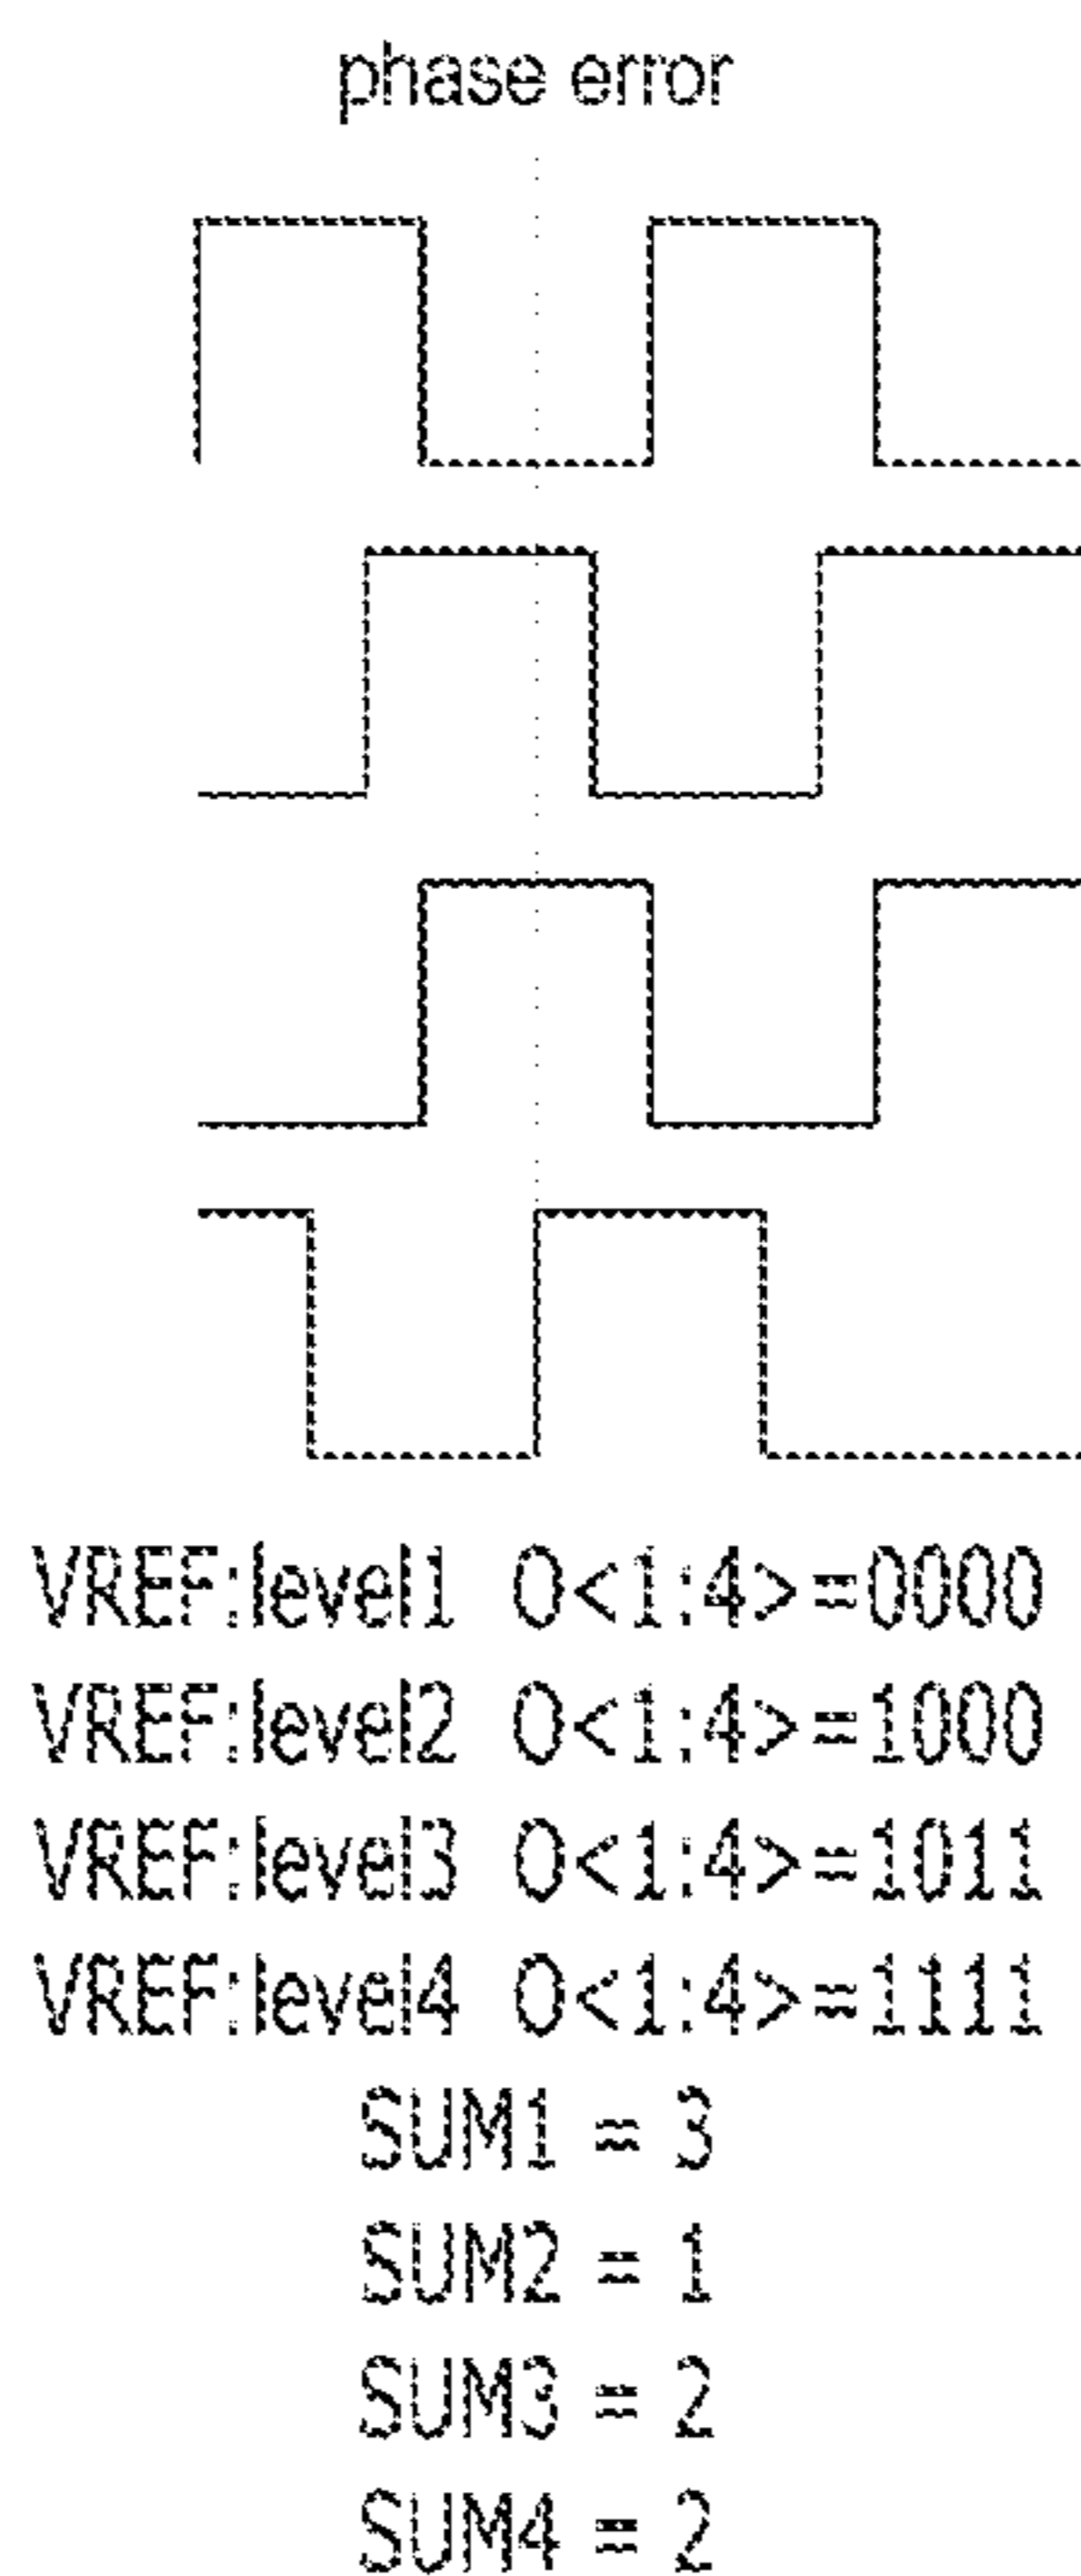 phase error
VREF:level1 O<1:4>=0000
VREF:level2 O<1:4>=1000
VREF:level3 O<1:4>=1011
VREF:level4 O<1:4>=1111
SUM1 = 3
SUM2 = 1
SUM3 = 2
SUM4 = 2